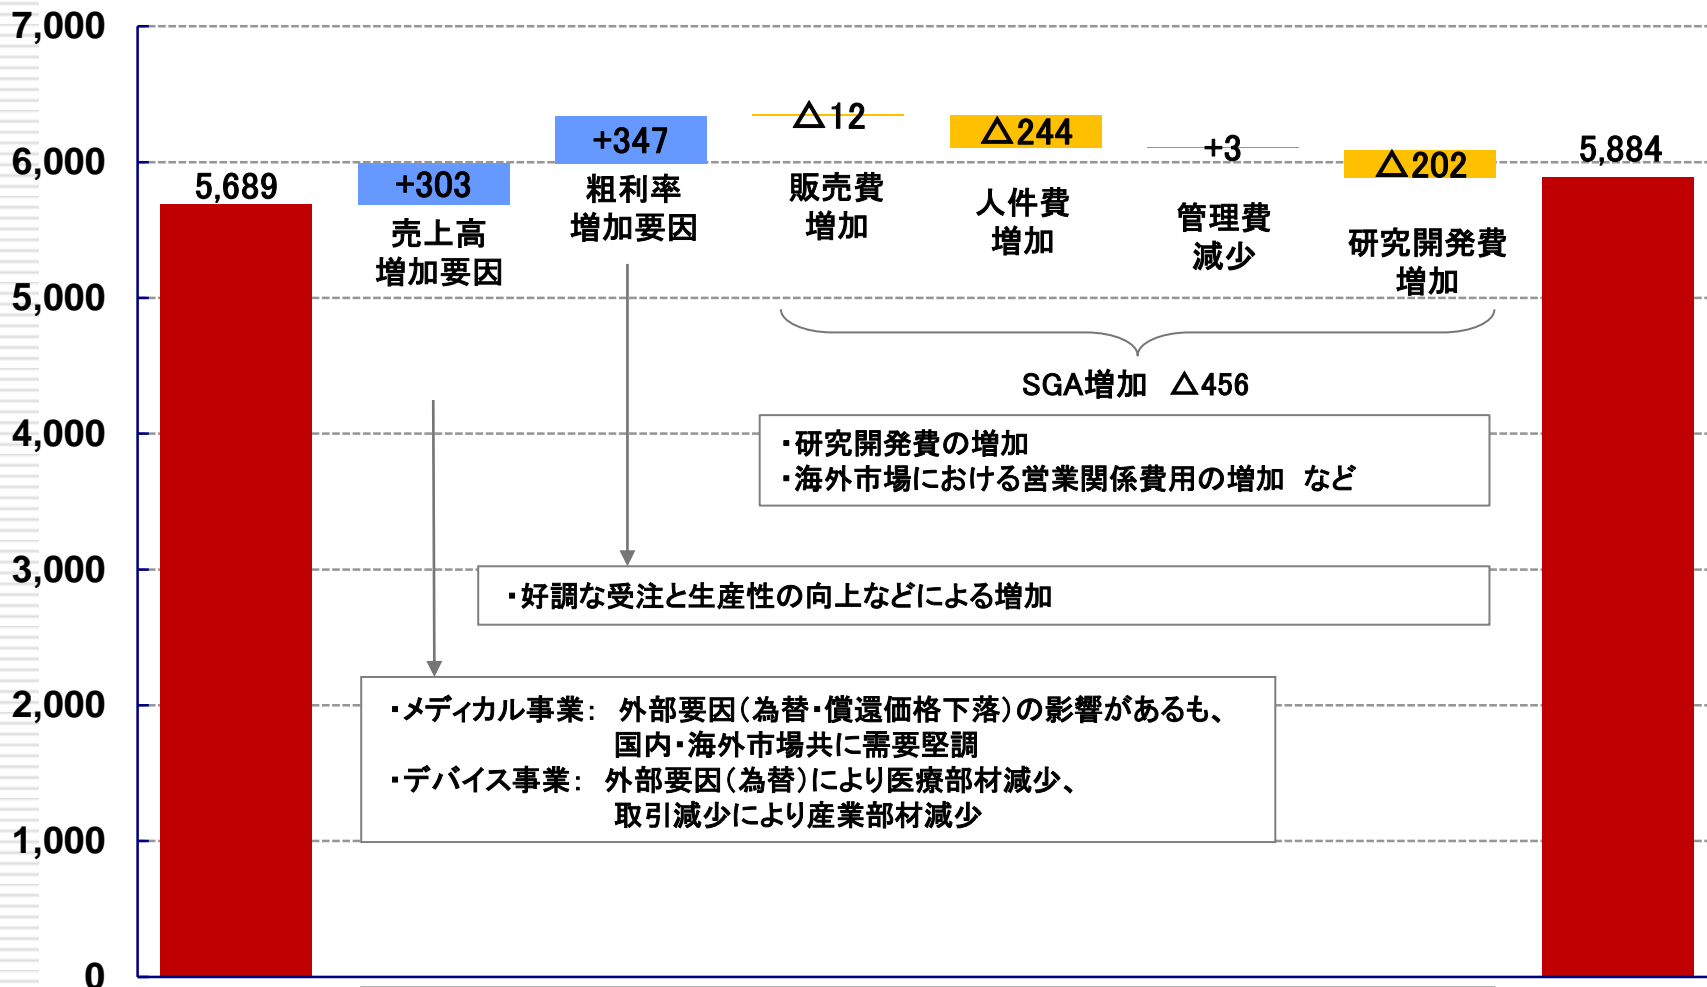 7,000
6,000
5,000
4,000
3,000
2,000
1,000
0
5,689
+303
売上高
増加要因
+347
粗利率
増加要因
△12
販売費
増加
△244
人件費
増加
+3
管理費
減少
△202
研究開発費
増加
5,884
SGA増加 △456
・研究開発費の増加
・海外市場における営業関係費用の増加 など
・好調な受注と生産性の向上などによる増加
・メディカル事業： 外部要因（為替・償還価格下落）の影響があるも、
国内・海外市場共に需要堅調
・デバイス事業： 外部要因（為替）により医療部材減少、
取引減少により産業部材減少